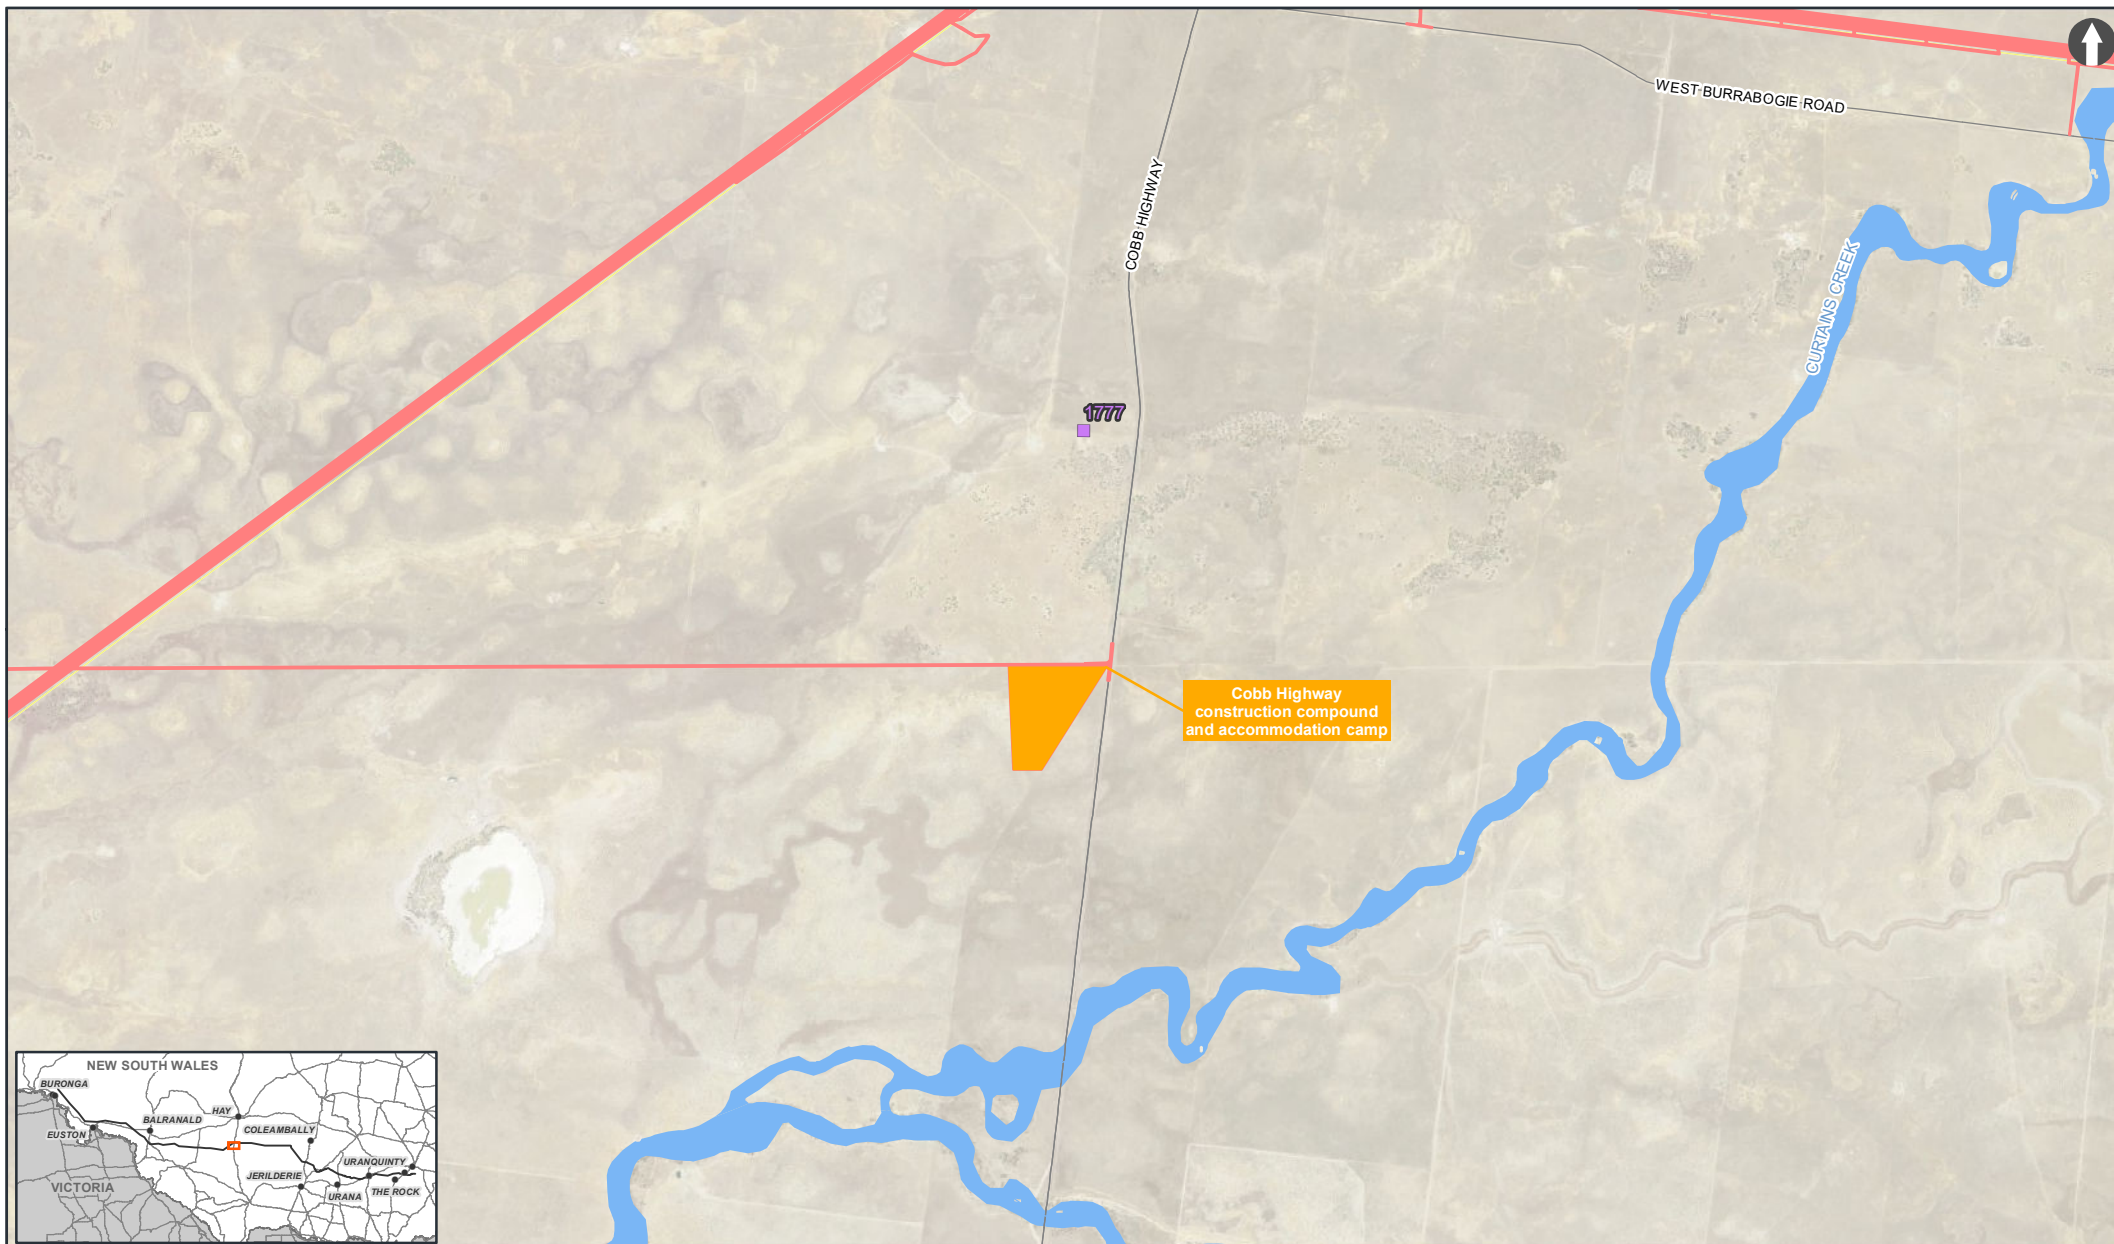 WEST BURRABOGIE ROAD
COBB HIGHWAY
CURTAINS CREEK
1777
Cobb Highway
construction compound
and accommodation camp
NEW SOUTH WALES
BURONGA
HAY
BALRANALD
COLEAMBALLY
EUSTON
URANQUINTY
JERILDERIE
VICTORIA
THE ROCK
URANA